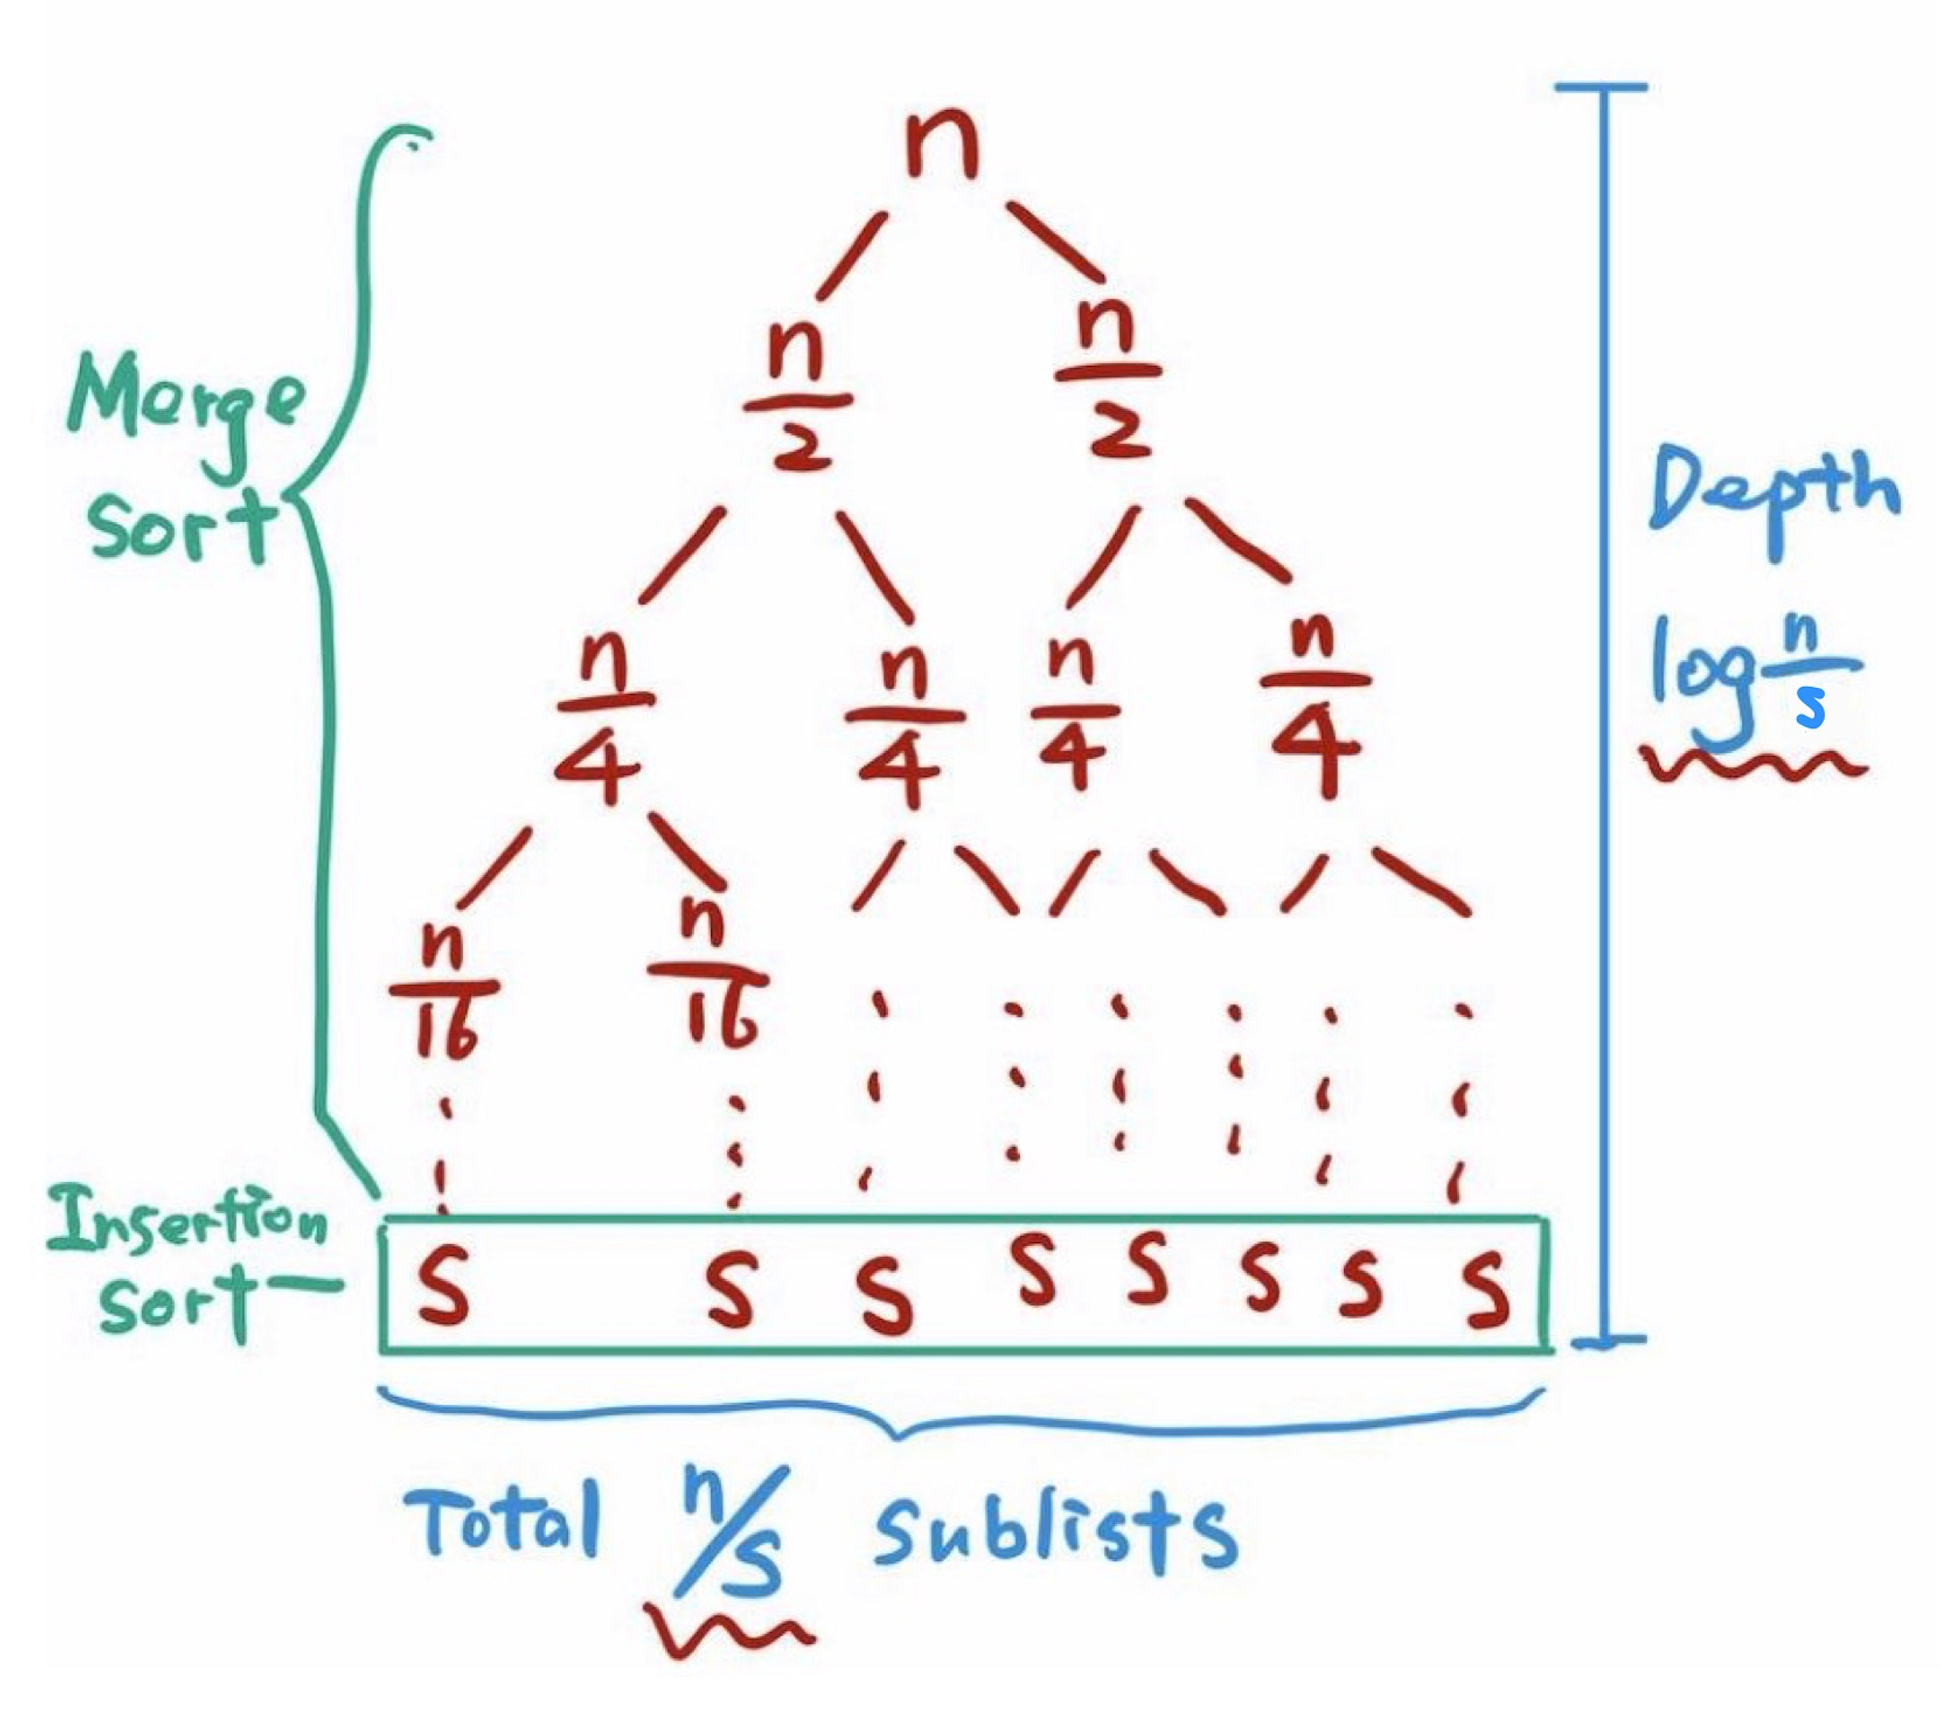 n
n/2 n/2
Merge
Sort
Depth
n/4 n/4 n/4 n/4
log n/s
n/16 n/16
Insertion
Sort
S S S S S S S S
Total n/s Sublists